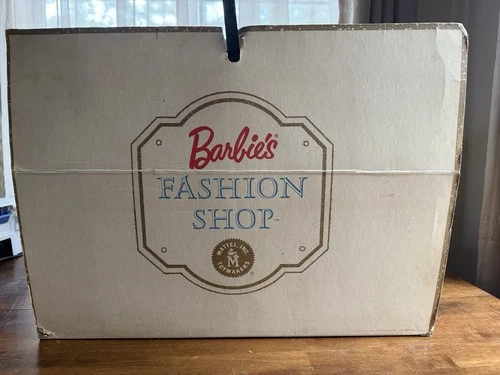 Barbie's®
FASHION
SHOP
MATTEL, INC.
M
TOYMAKERS
®